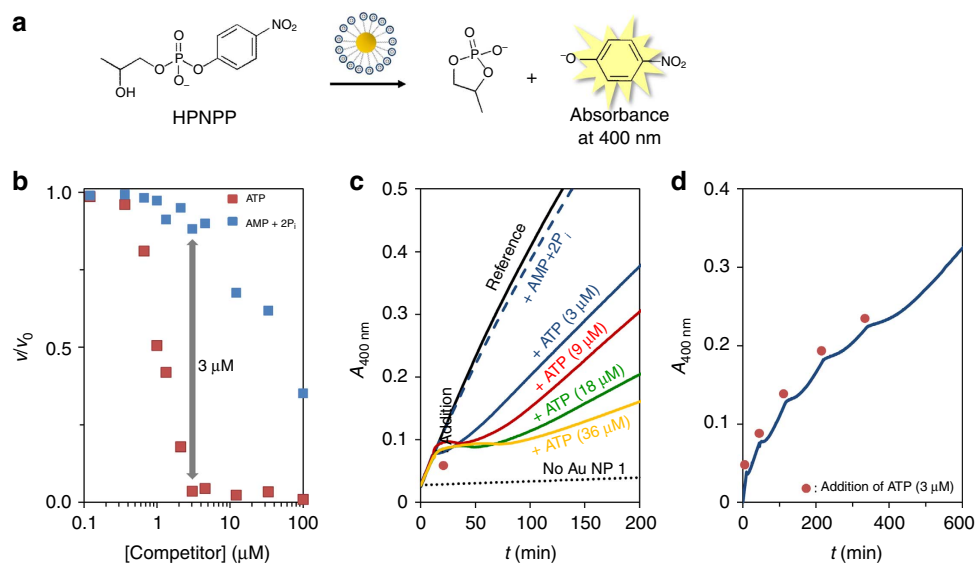 a
NO₂
O
O
P
O
O⁻
OH
HPNPP
O
P
O⁻
O
O
+
⁻O
NO₂
Absorbance
at 400 nm
b
1.0
0.5
0.0
v/v₀
ATP
AMP + 2Pᵢ
3 μM
0.1
1
10
100
[Competitor] (μM)
c
0.5
0.4
0.3
0.2
0.1
0
A₄₀₀ ₙₘ
Reference
+ AMP+2Pᵢ
+ ATP (3 μM)
+ ATP (9 μM)
+ ATP (18 μM)
+ ATP (36 μM)
Addition
No Au NP 1
0
50
100
150
200
t (min)
d
0.4
0.3
0.2
0.1
0
A₄₀₀ ₙₘ
: Addition of ATP (3 μM)
0
200
400
600
t (min)